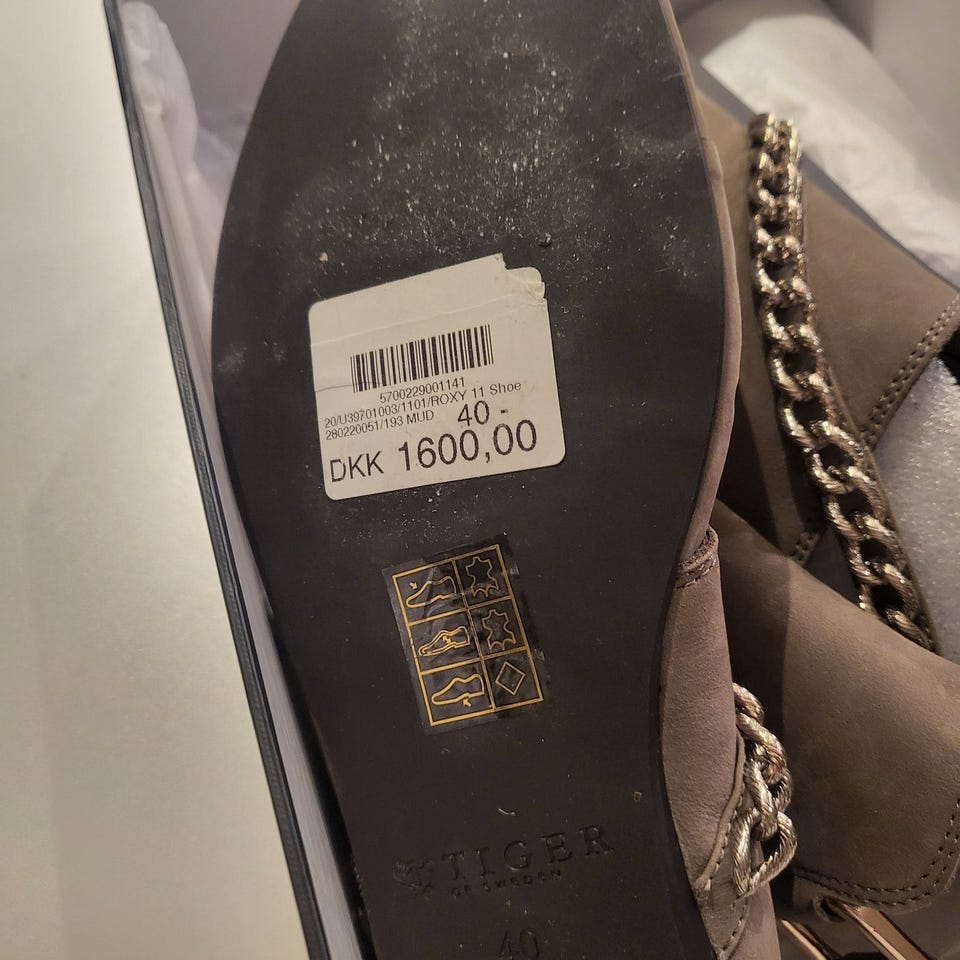 5700229001141
20/U39701003/1101/ROXY 11 Shoe
280220051/193 MUD 40 -
DKK 1600,00
TIGER
OF SWEDEN
40